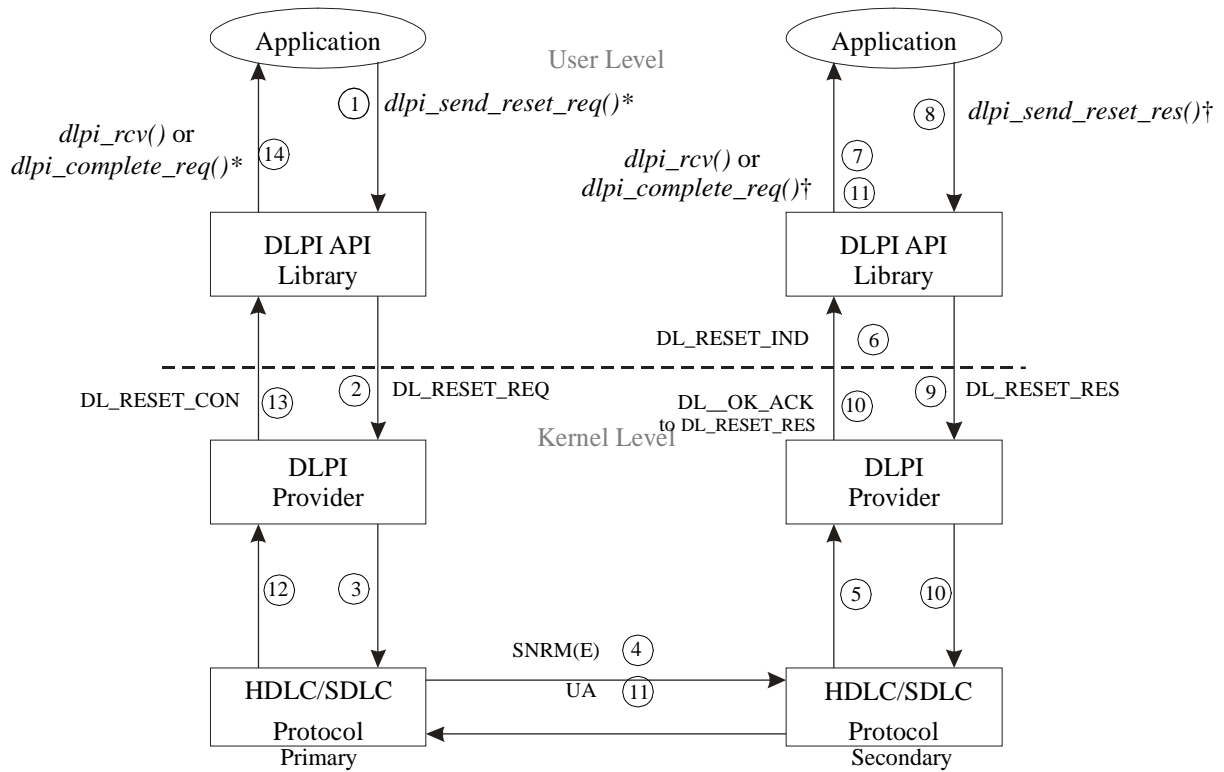 Application
Application
User Level
1
dlpi_send_reset_req()*
8
dlpi_send_reset_res()†
dlpi_rcv() or
dlpi_complete_req()*
14
dlpi_rcv() or
dlpi_complete_req()†
7
11
DLPI API
Library
DLPI API
Library
DL_RESET_IND
6
DL_RESET_CON
13
2
DL_RESET_REQ
DL__OK_ACK
to DL_RESET_RES
10
9
DL_RESET_RES
Kernel Level
DLPI
Provider
DLPI
Provider
12
3
5
10
SNRM(E)
4
UA
11
HDLC/SDLC
Protocol
Primary
HDLC/SDLC
Protocol
Secondary